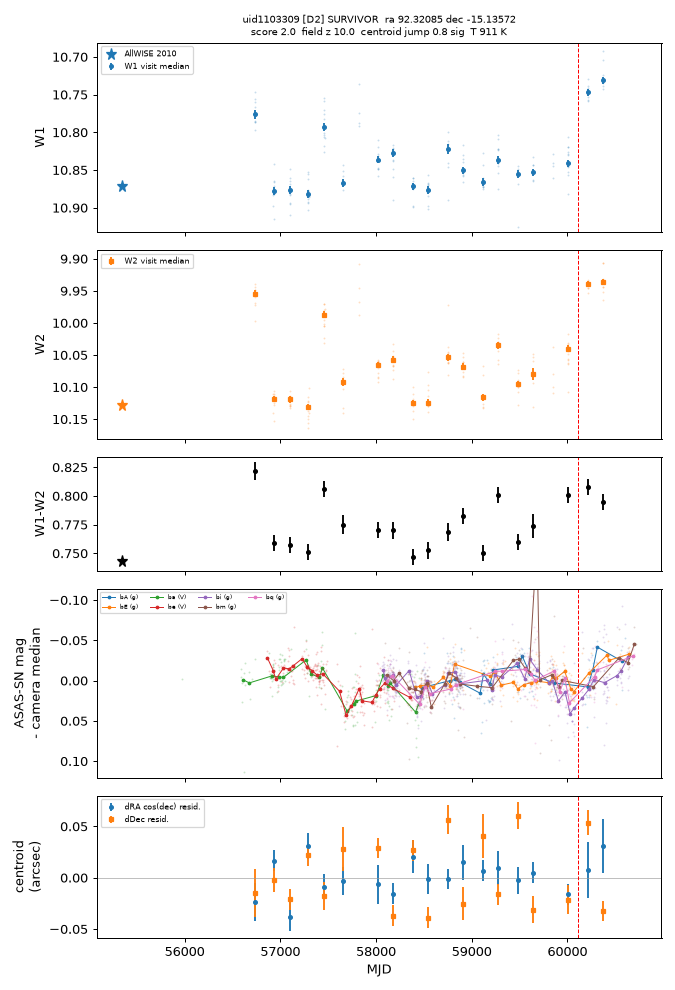 uid1103309 [D2] SURVIVOR ra 92.32085 dec -15.13572
score 2.0 field z 10.0 centroid jump 0.8 sig T 911 K
AllWISE 2010
W1 visit median
10.70
10.75
10.80
10.85
10.90
W1
W2 visit median
9.90
9.95
10.00
10.05
10.10
10.15
W2
0.825
0.800
0.775
0.750
W1-W2
bA (g)
bE (g)
ba (V)
be (V)
bi (g)
bm (g)
bq (g)
−0.10
−0.05
0.00
0.05
0.10
ASAS-SN mag
- camera median
dRA cos(dec) resid.
dDec resid.
0.05
0.00
−0.05
centroid
(arcsec)
56000
57000
58000
59000
60000
MJD